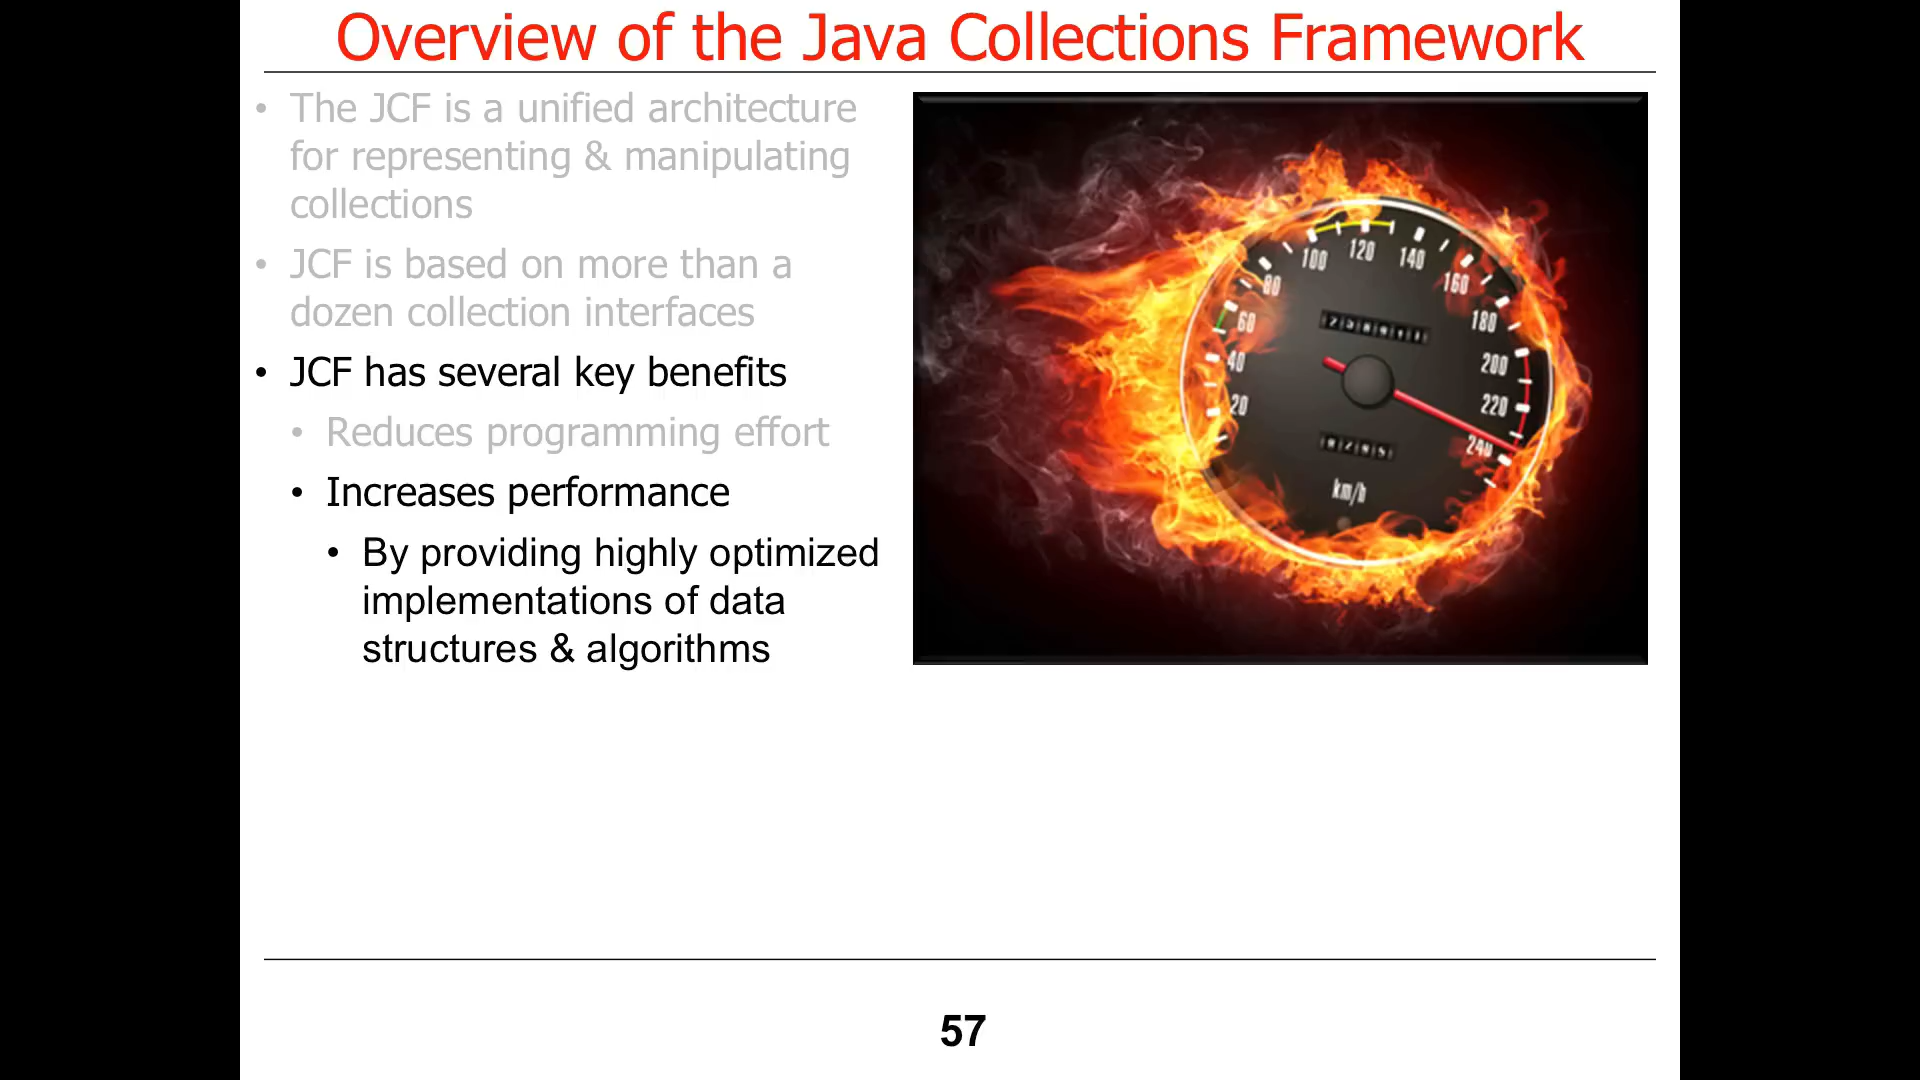 Overview of the Java Collections Framework
• The JCF is a unified architecture
for representing & manipulating
collections
• JCF is based on more than a
dozen collection interfaces
• JCF has several key benefits
• Reduces programming effort
• Increases performance
• By providing highly optimized
implementations of data
structures & algorithms
20
40
60
80
100
120
140
160
180
200
220
240
km/h
57